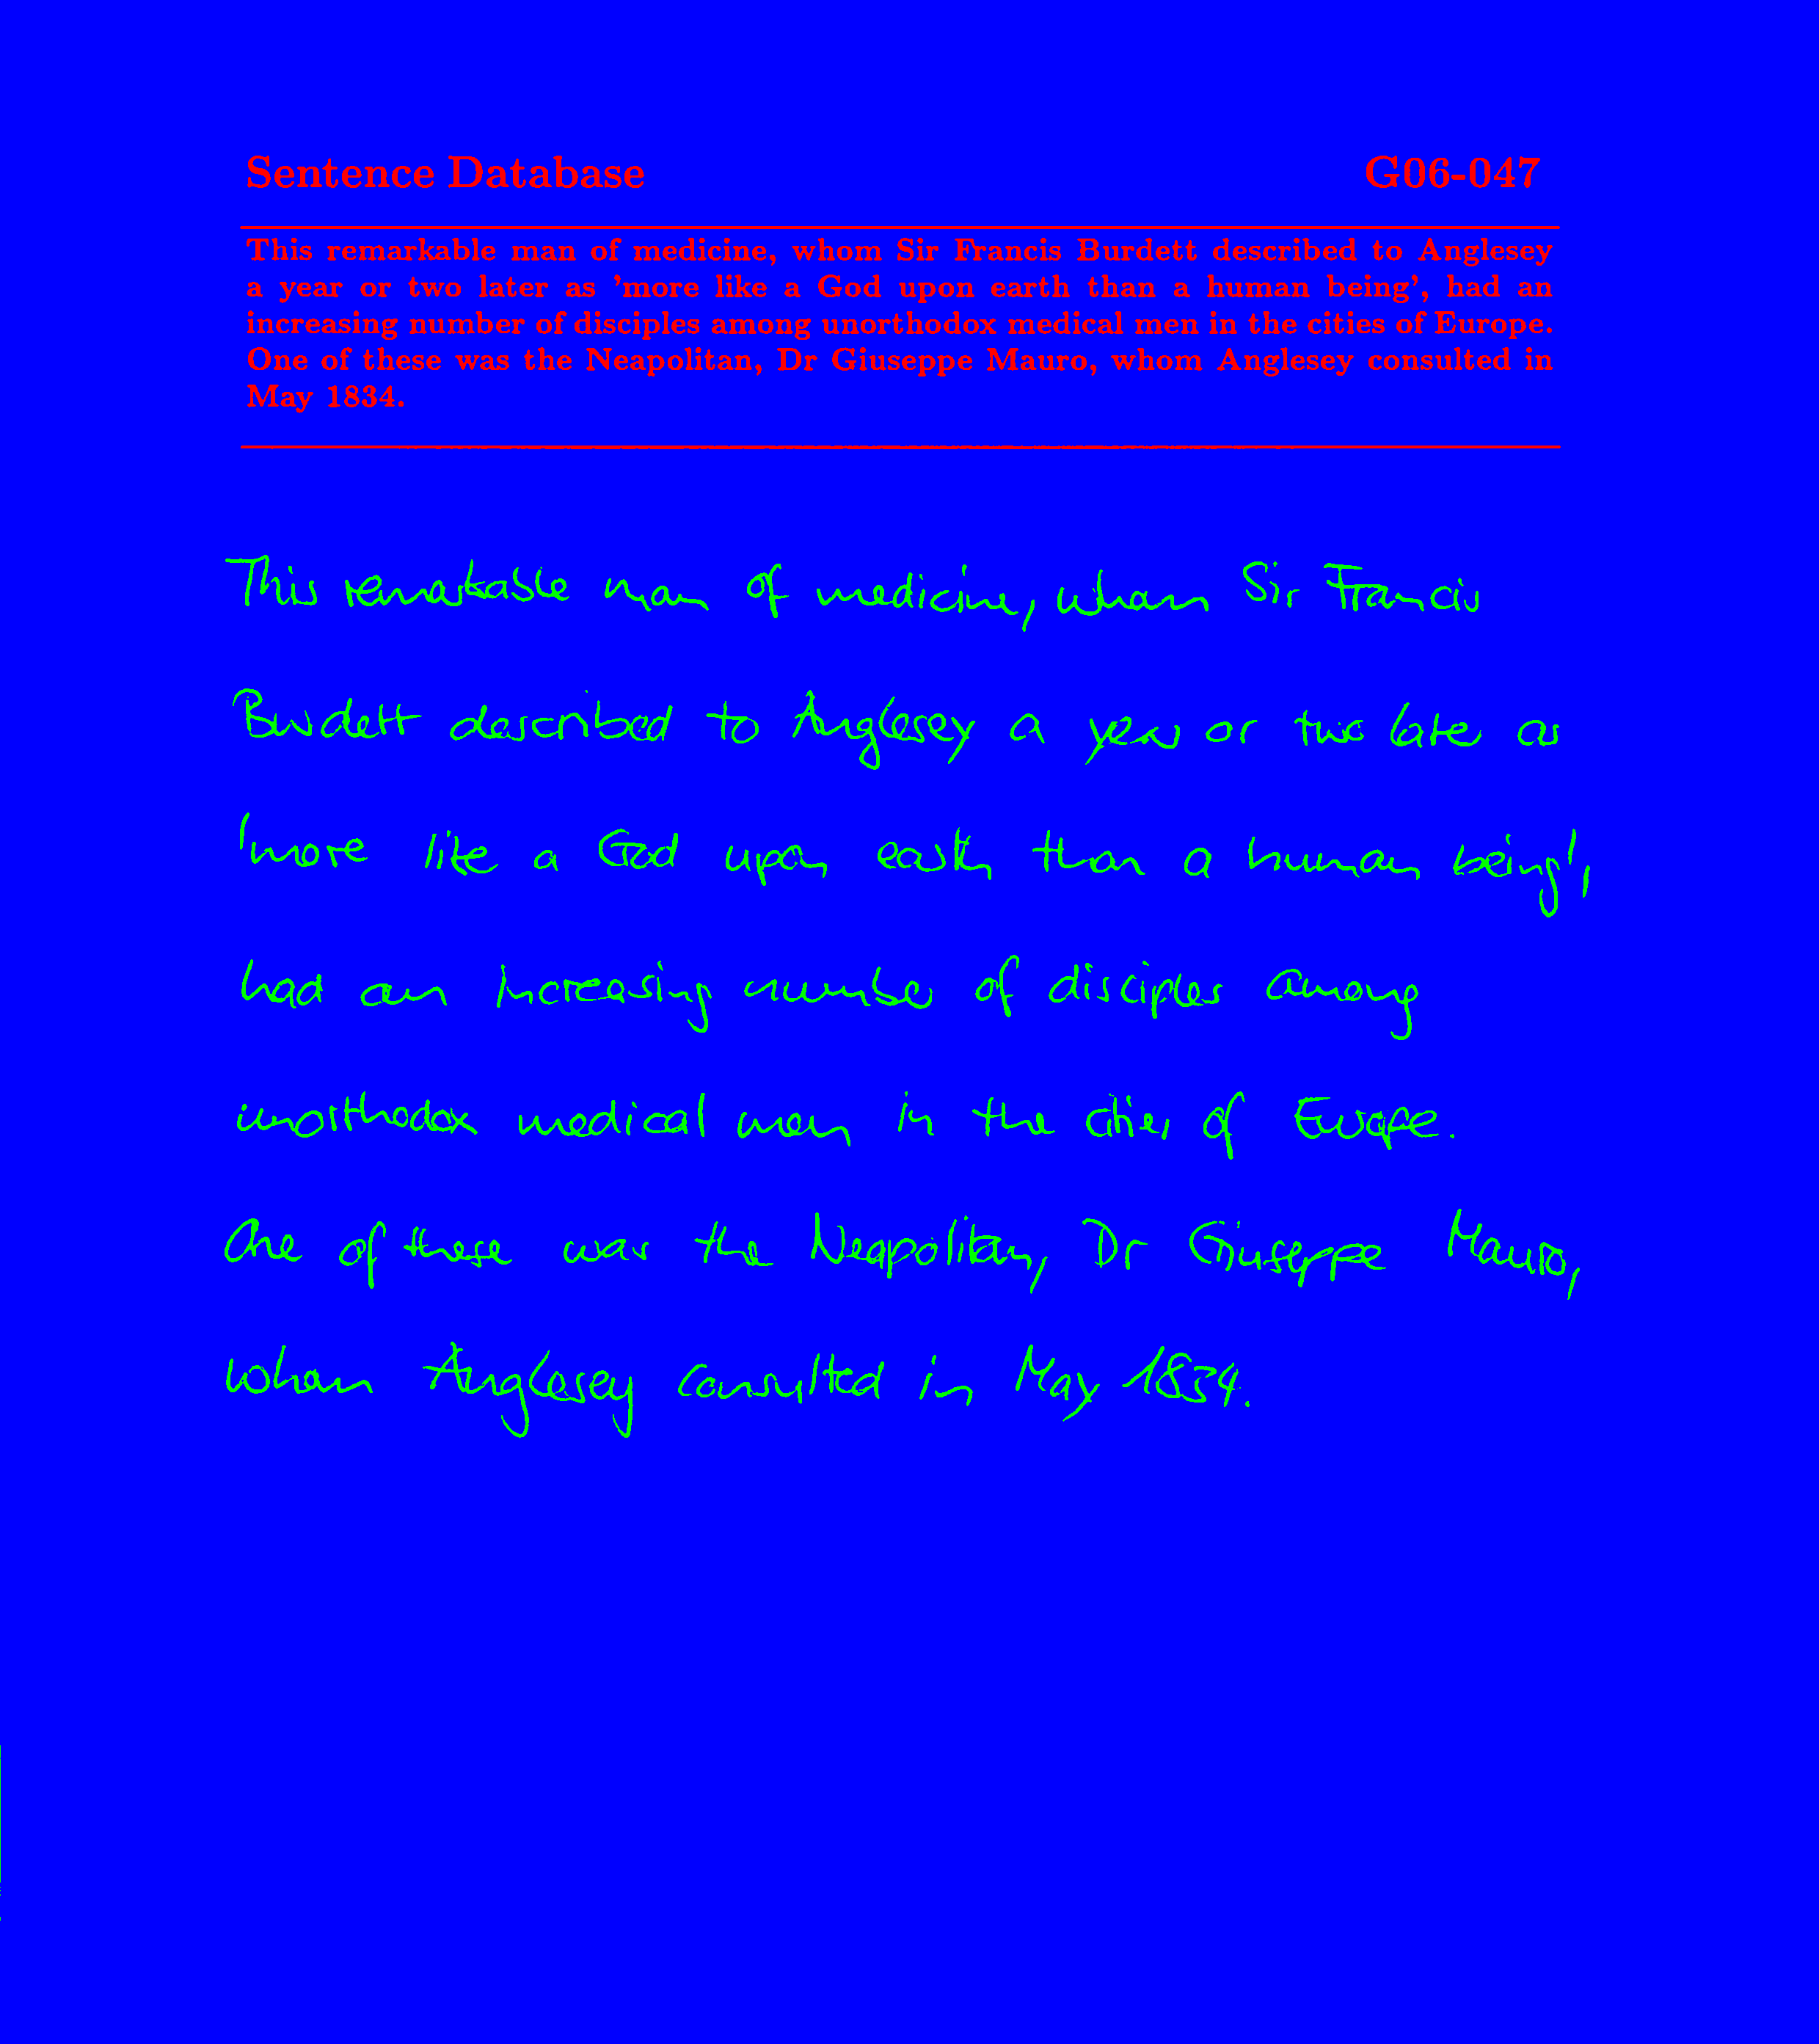 Sentence Database G06-047
This remarkable man of medicine, whom Sir Francis Burdett described to Anglesey
a year or two later as 'more like a God upon earth than a human being', had an
increasing number of disciples among unorthodox medical men in the cities of Europe.
One of these was the Neapolitan, Dr Giuseppe Mauro, whom Anglesey consulted in
May 1834.
This remarkable man of medicine, whom Sir Francis
Burdett described to Anglesey a year or two later as
'more like a God upon earth than a human being',
had an increasing number of disciples among
unorthodox medical men in the cities of Europe.
One of these was the Neapolitan, Dr Giuseppe Mauro,
whom Anglesey consulted in May 1834.